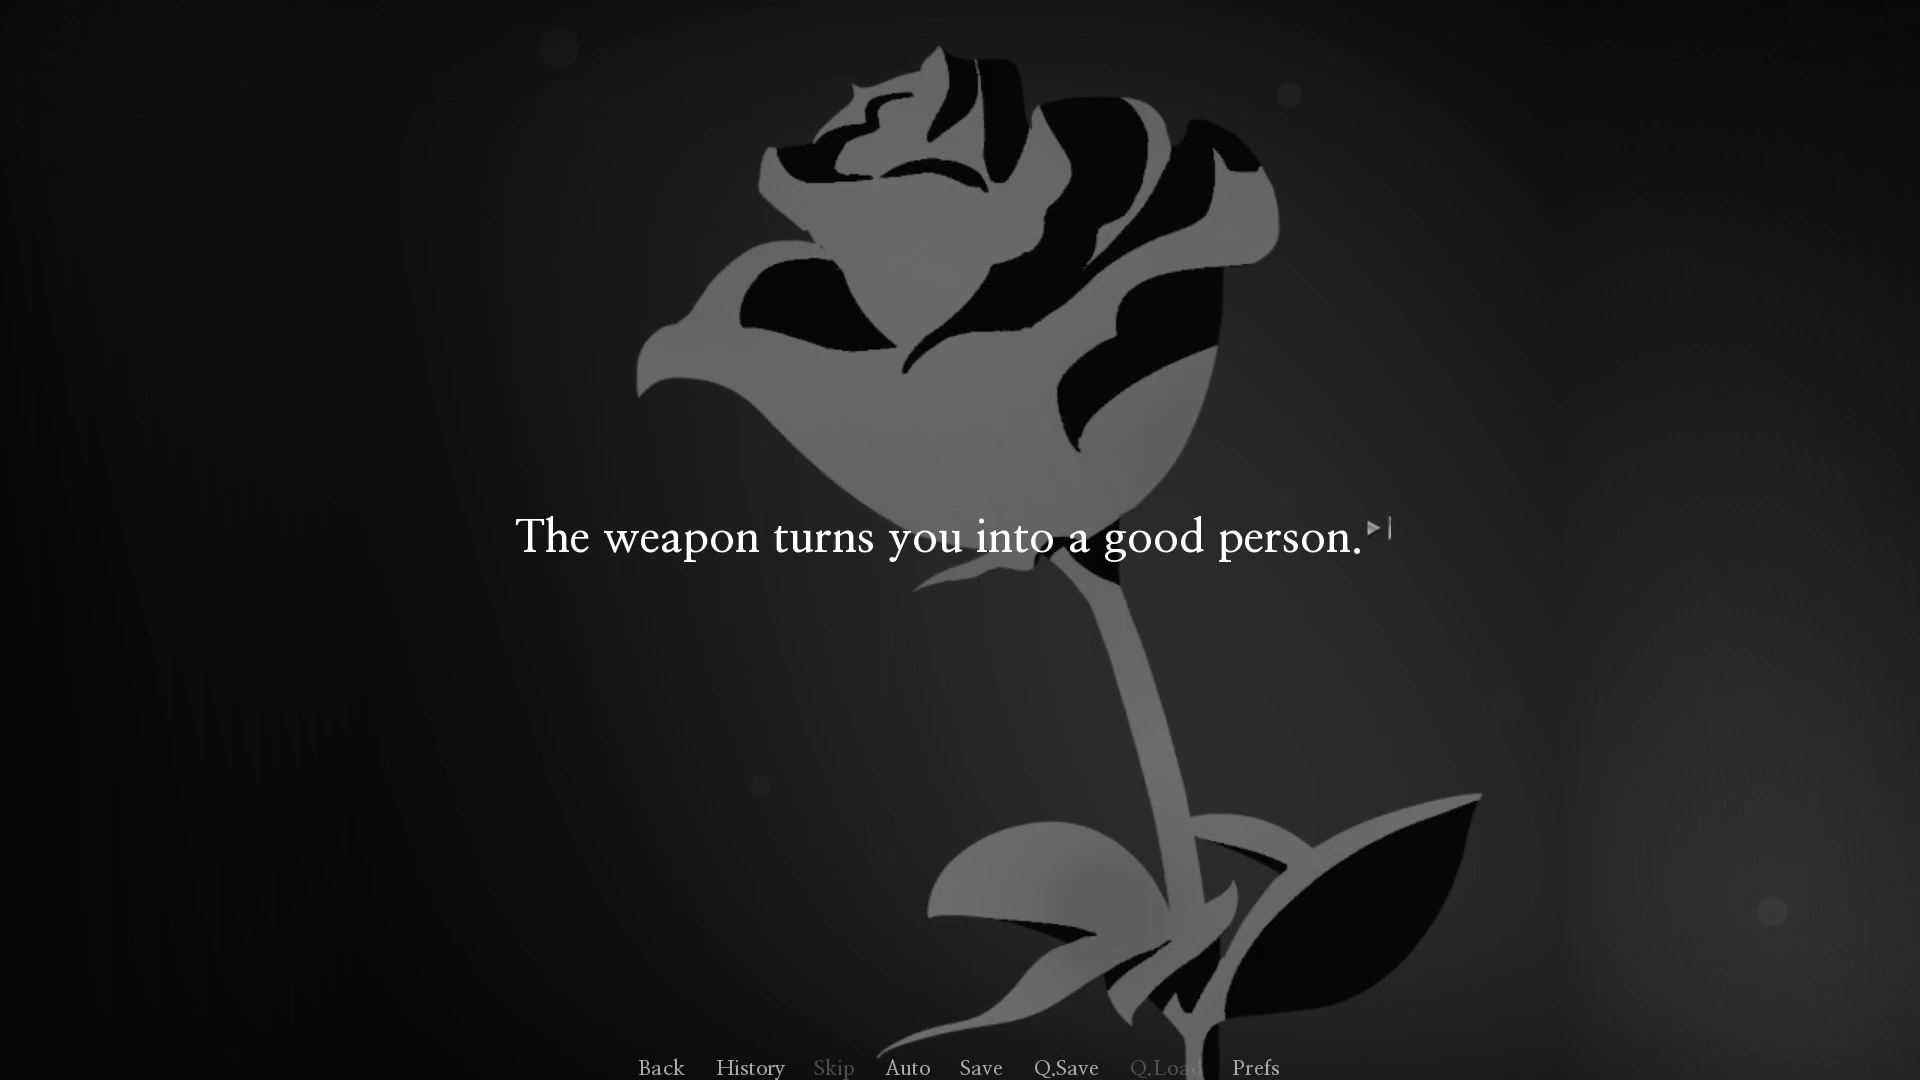 The weapon turns you into a good person.
Back History Skip Auto Save Q.Save Q.Load Prefs